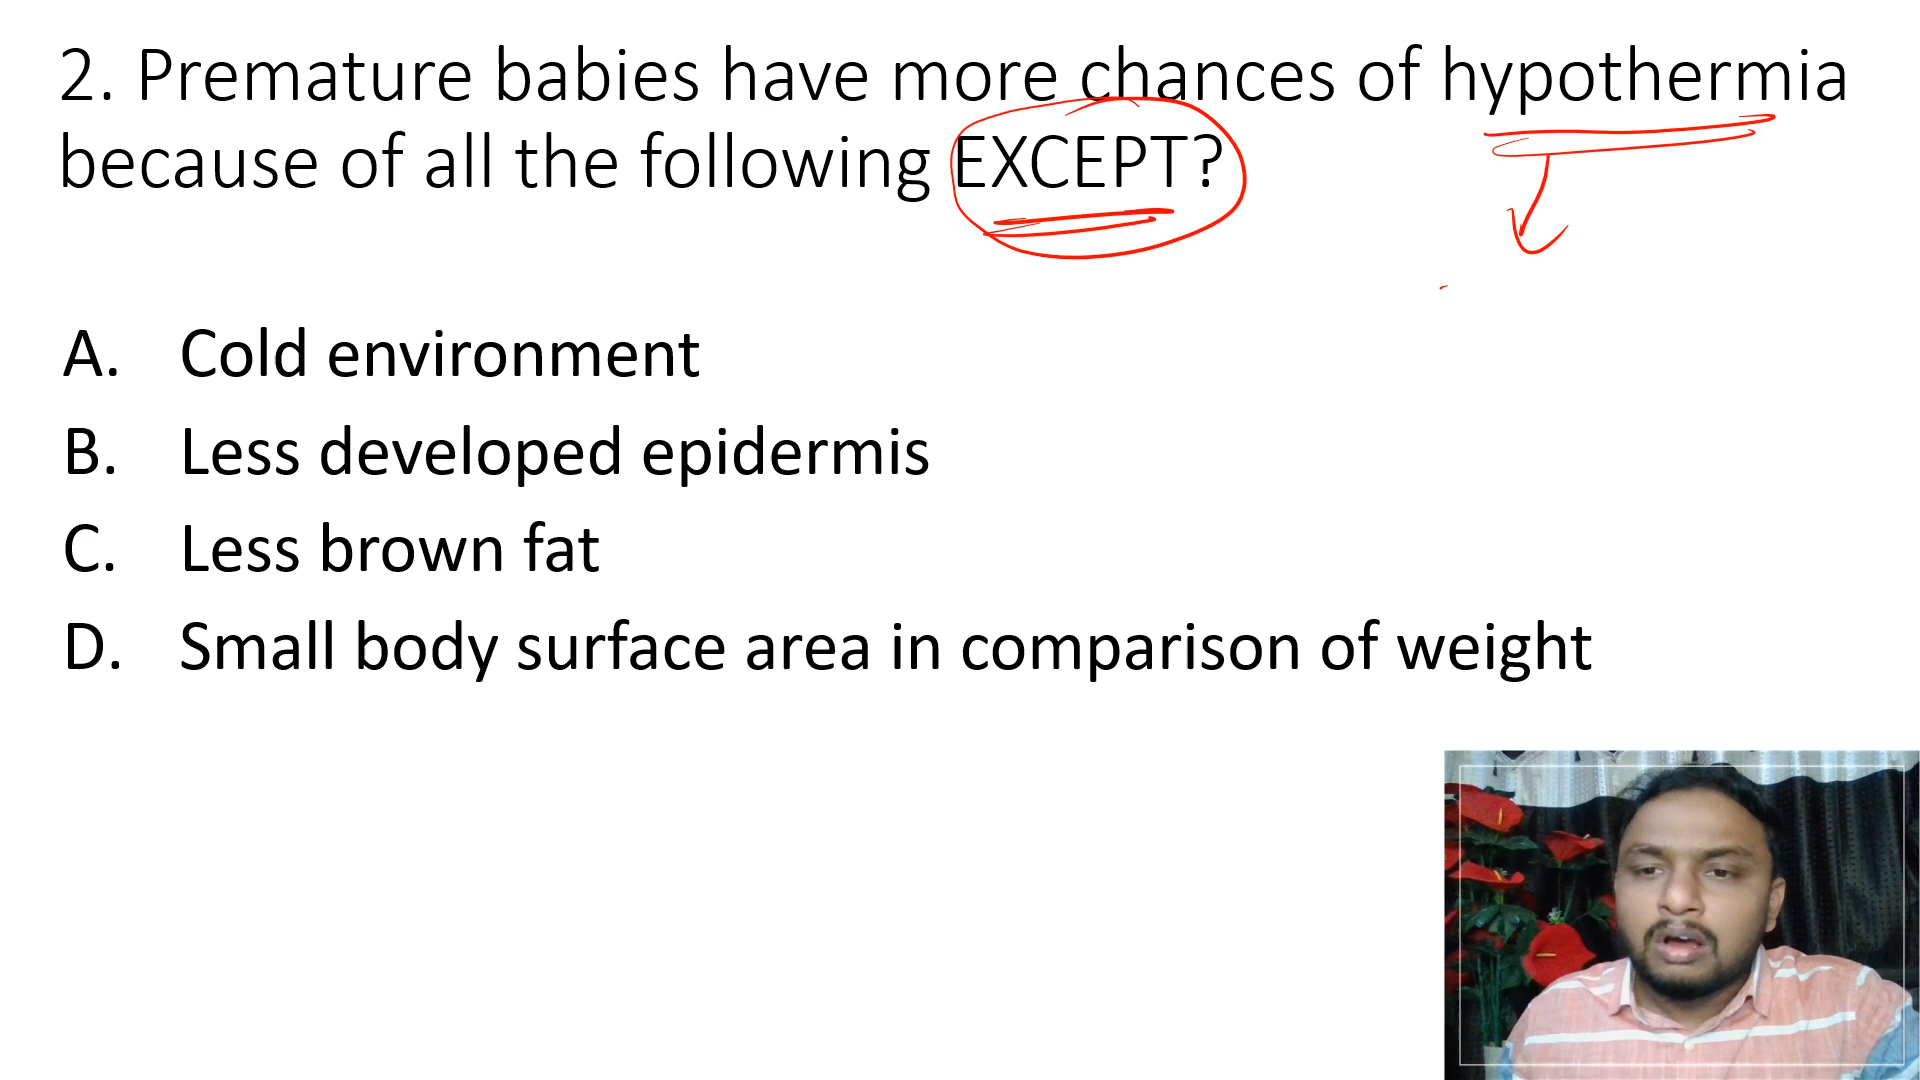 2. Premature babies have more chances of hypothermia
because of all the following EXCEPT?
A. Cold environment
B. Less developed epidermis
C. Less brown fat
D. Small body surface area in comparison of weight